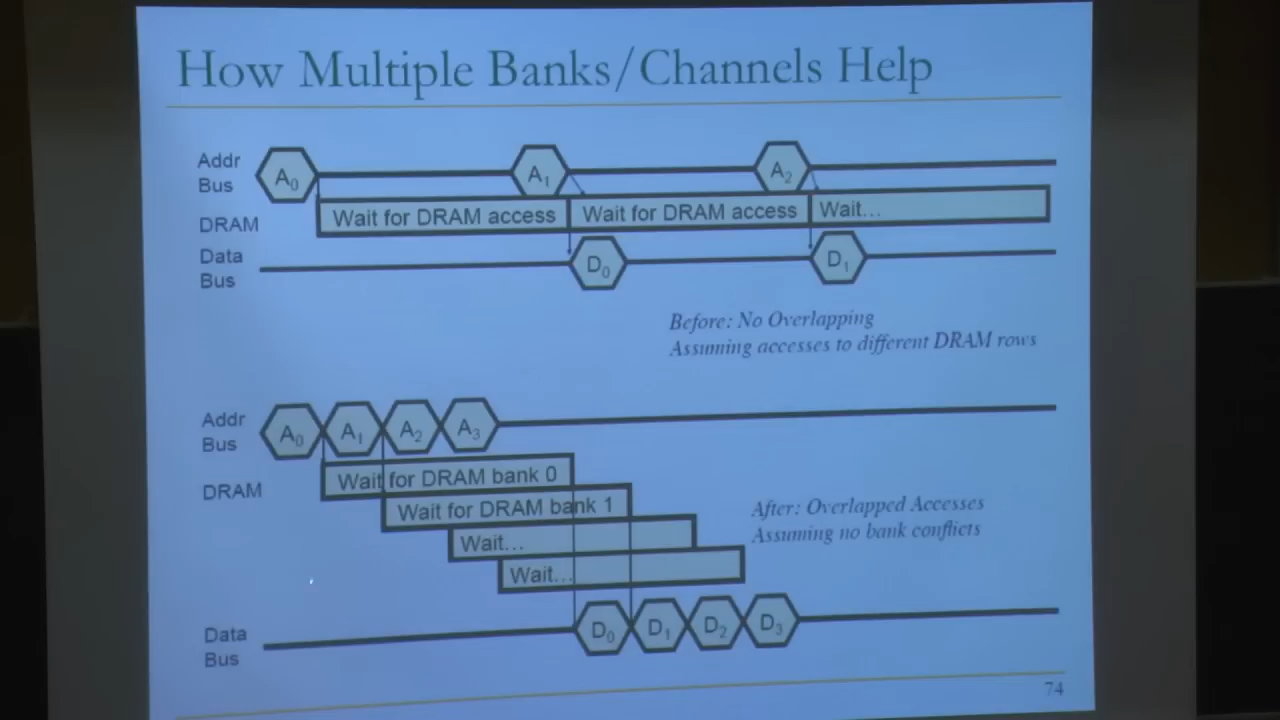 How Multiple Banks/Channels Help
Addr
Bus
A0
A1
A2
DRAM
Wait for DRAM access
Wait for DRAM access
Wait...
Data
Bus
D0
D1
Before: No Overlapping
Assuming accesses to different DRAM rows
Addr
Bus
A0
A1
A2
A3
DRAM
Wait for DRAM bank 0
Wait for DRAM bank 1
Wait...
Wait...
After: Overlapped Accesses
Assuming no bank conflicts
Data
Bus
D0
D1
D2
D3
74